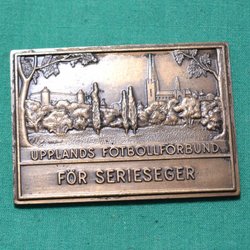 UPPLANDS FOTBOLLFÖRBUND
FÖR SERIESEGER